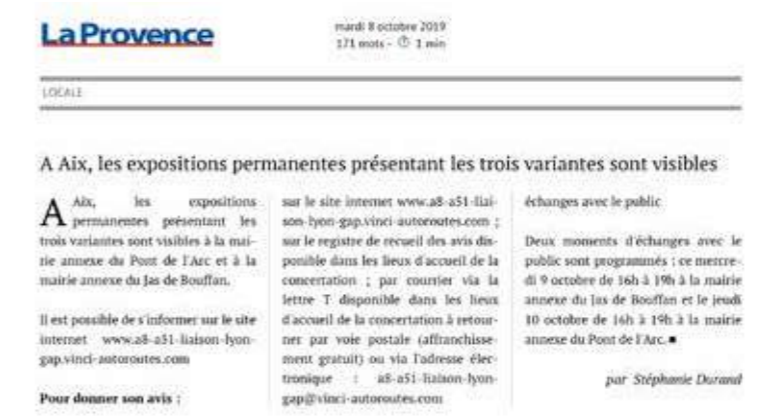 La Provence
mardi 8 octobre 2019
171 mots - 1 min
LOCALE
A Aix, les expositions permanentes présentant les trois variantes sont visibles
A Aix, les expositions
permanentes présentant les
trois variantes sont visibles à la mai-
rie annexe du Pont de l'Arc et à la
mairie annexe du Jas de Bouffan.
Il est possible de s'informer sur le site
internet www.a8-a51-liaison-lyon-
gap.vinci-autoroutes.com
Pour donner son avis :
sur le site internet www.a8-a51-liai-
son-lyon-gap.vinci-autoroutes.com ;
sur le registre de recueil des avis dis-
ponible dans les lieux d'accueil de la
concertation ; par courrier via la
lettre T disponible dans les lieux
d'accueil de la concertation à retour-
ner par voie postale (affranchisse-
ment gratuit) ou via l'adresse élec-
tronique : a8-a51-liaison-lyon-
gap@vinci-autoroutes.com
échanges avec le public
Deux moments d'échanges avec le
public sont programmés : ce mercre-
di 9 octobre de 16h à 19h à la mairie
annexe du Jas de Bouffan et le jeudi
10 octobre de 16h à 19h à la mairie
annexe du Pont de l'Arc. ■
par Stéphanie Durand